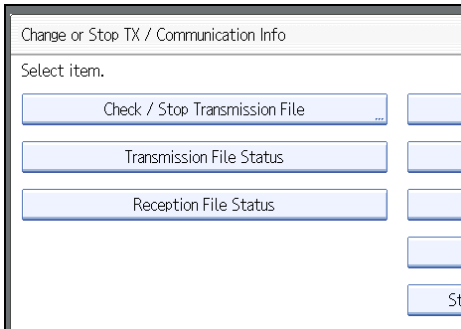 Change or Stop TX / Communication Info
Select item.
Check / Stop Transmission File
Transmission File Status
Reception File Status